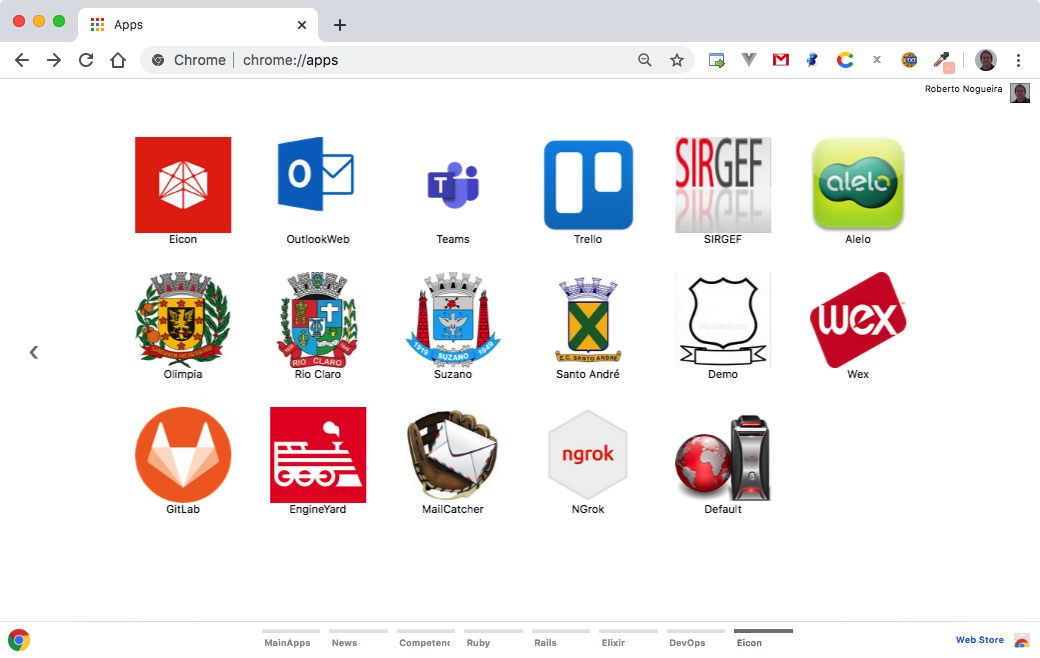 Apps
Chrome
chrome://apps
TXT
Roberto Nogueira
O
T
SIRGEF
alelo
Eicon
OutlookWeb
Teams
Trello
SIRGEF
Alelo
RIO CLARO
1919 SUZANO 1949
E.C. SANTO ANDRÉ
wex
Olimpia
Rio Claro
Suzano
Santo André
Demo
Wex
ngrok
GitLab
EngineYard
MailCatcher
NGrok
Default
MainApps
News
Competenc
Ruby
Rails
Elixir
DevOps
Eicon
Web Store